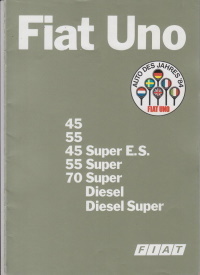 Fiat Uno
AUTO DES JAHRES '84
FIAT UNO
45
55
45 Super E.S.
55 Super
70 Super
Diesel
Diesel Super
FIAT